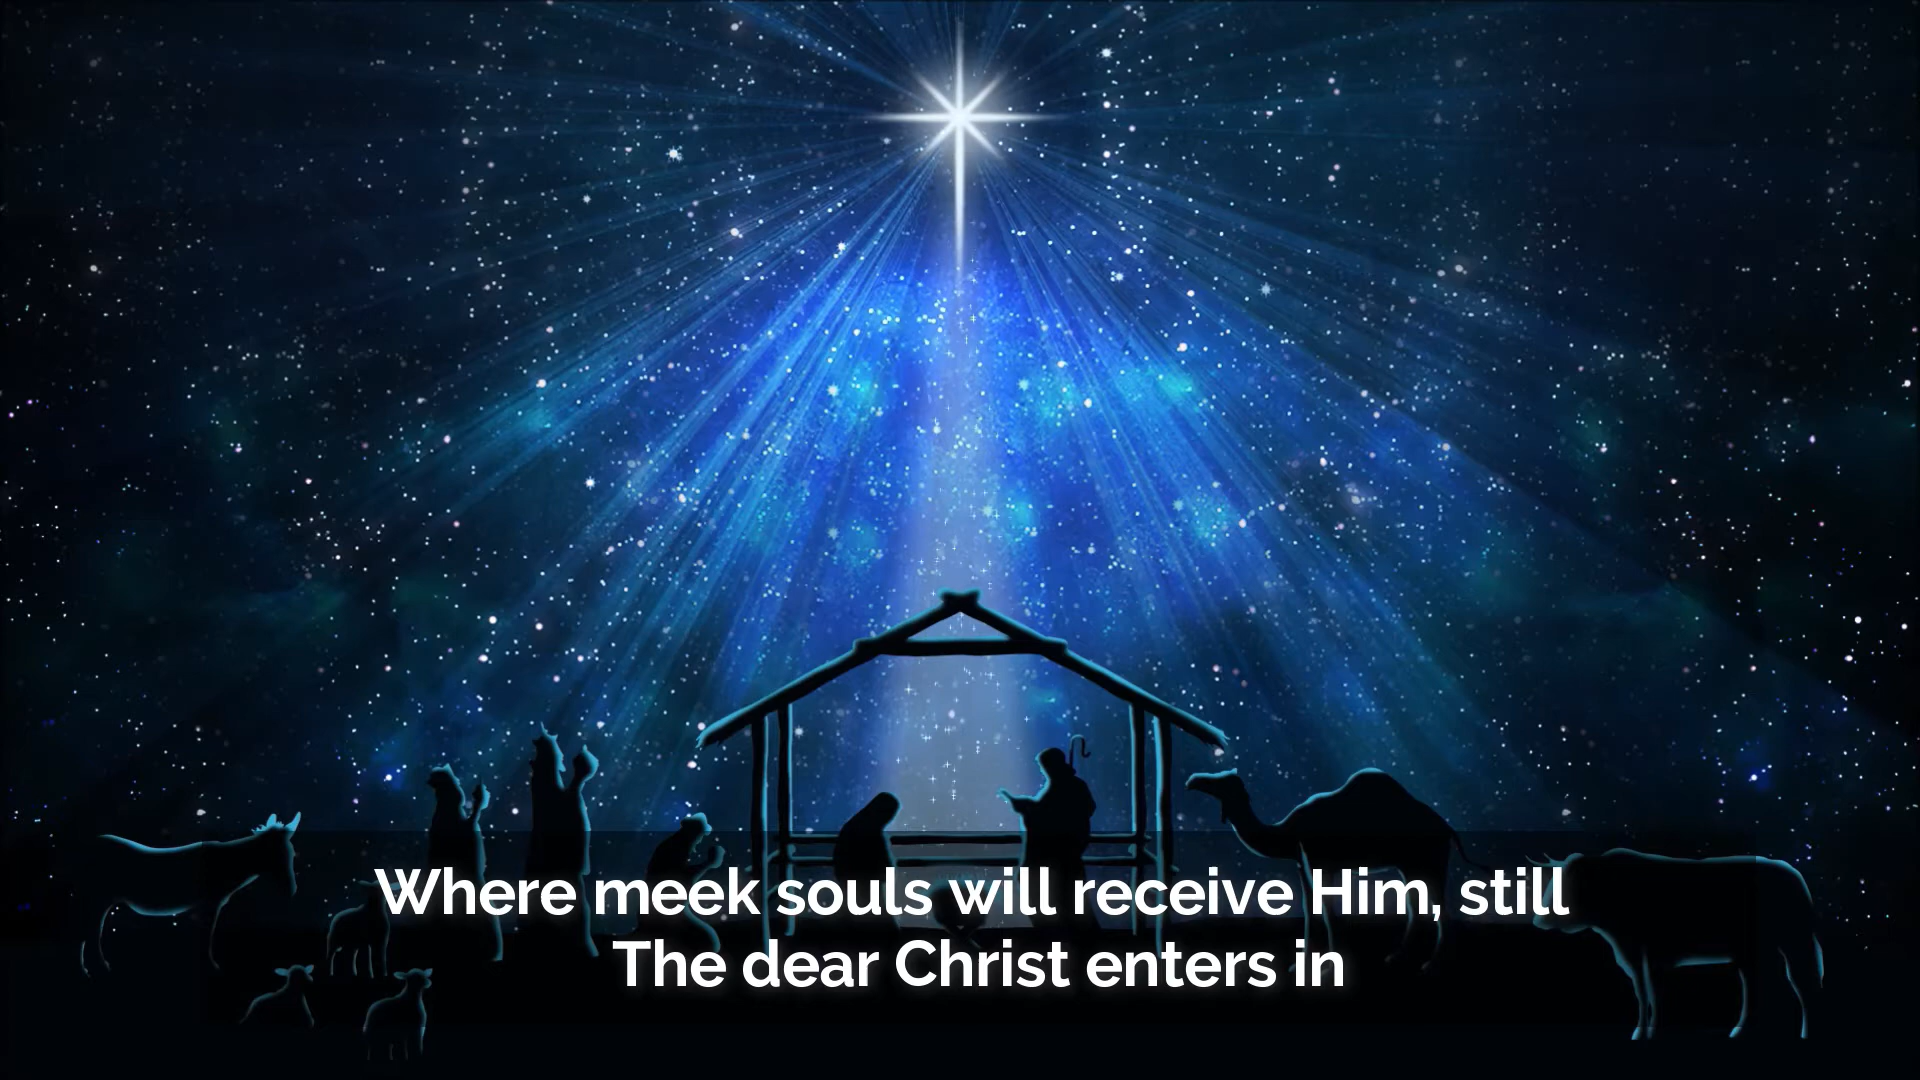 Where meek souls will receive Him, still
The dear Christ enters in